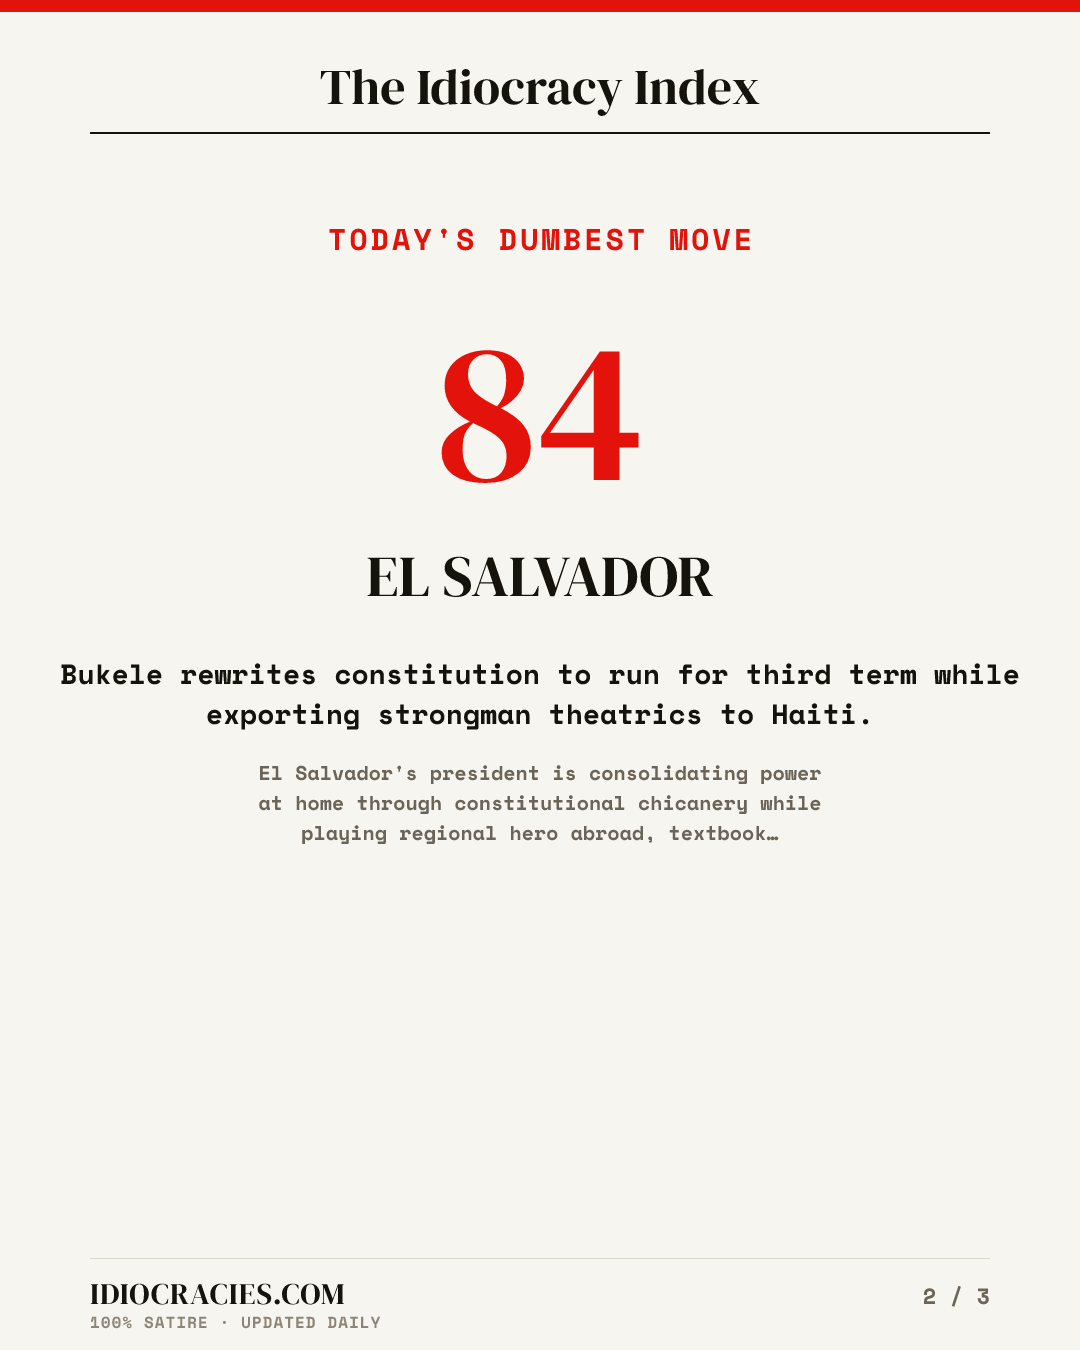 The Idiocracy Index
TODAY'S DUMBEST MOVE
84
EL SALVADOR
Bukele rewrites constitution to run for third term while
exporting strongman theatrics to Haiti.
El Salvador's president is consolidating power
at home through constitutional chicanery while
playing regional hero abroad, textbook…
IDIOCRACIES.COM
2 / 3
100% SATIRE · UPDATED DAILY